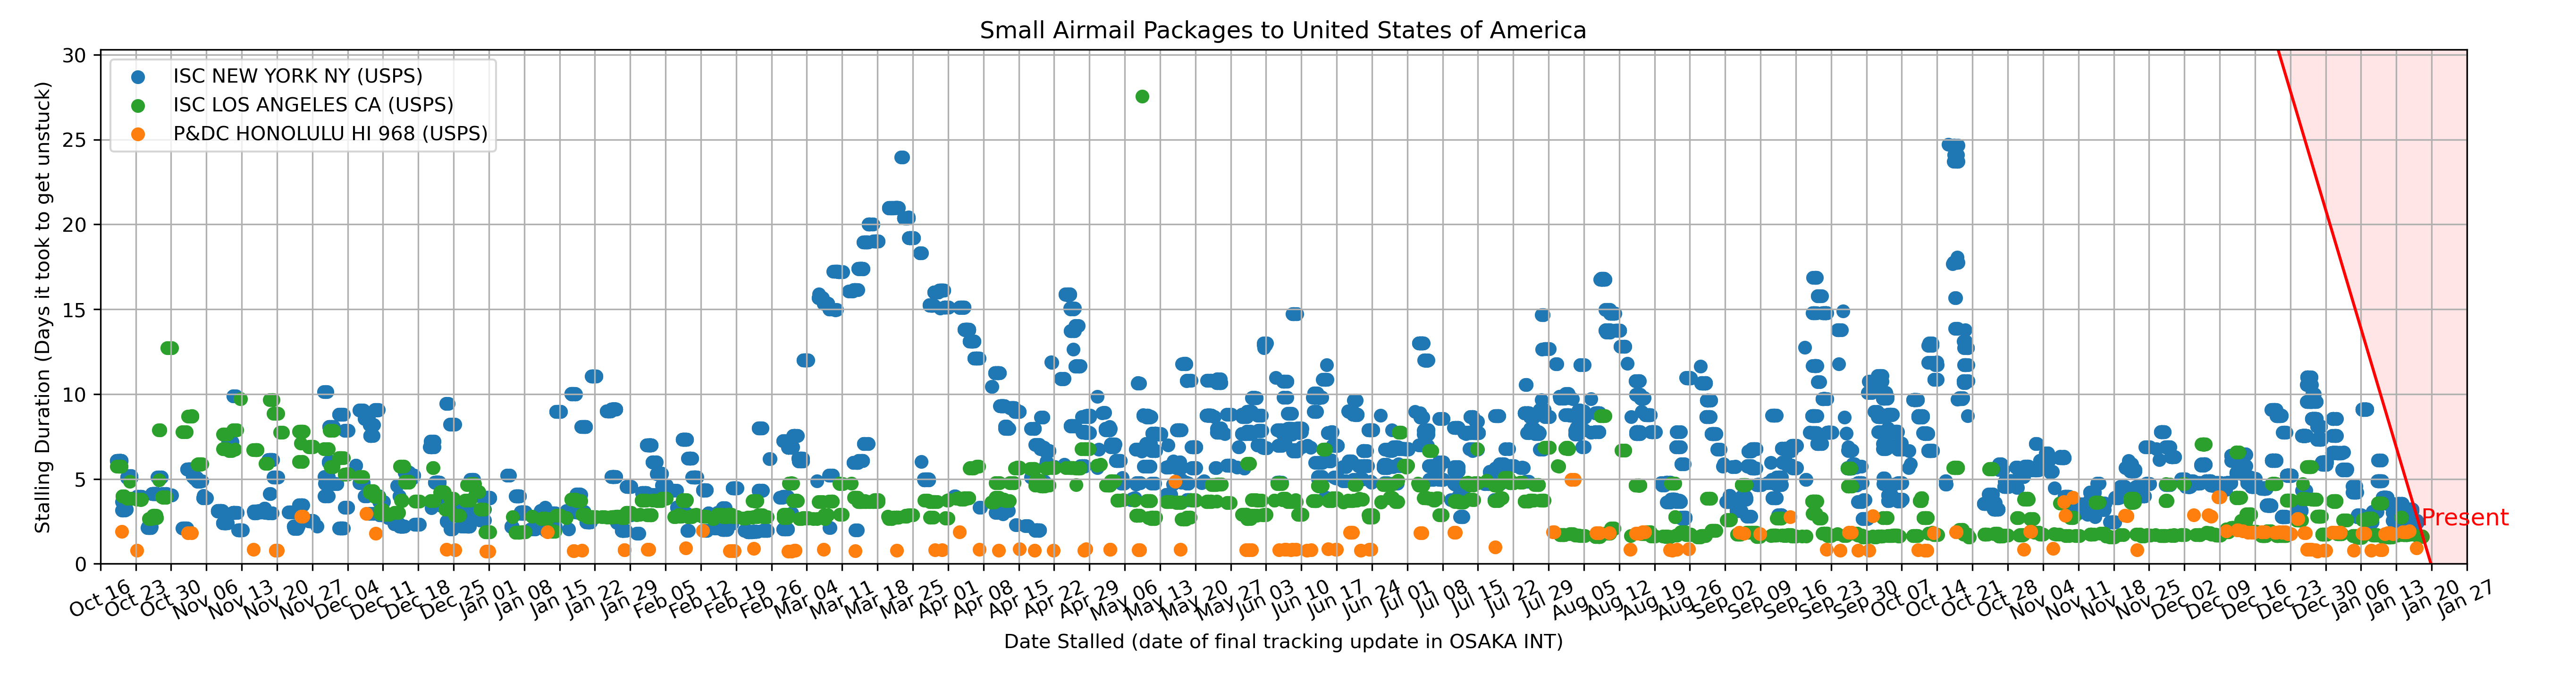 Small Airmail Packages to United States of America
30
25
20
15
10
5
0
Stalling Duration (Days it took to get unstuck)
ISC NEW YORK NY (USPS)
ISC LOS ANGELES CA (USPS)
P&DC HONOLULU HI 968 (USPS)
Present
Oct 16
Oct 23
Oct 30
Nov 06
Nov 13
Nov 20
Nov 27
Dec 04
Dec 11
Dec 18
Dec 25
Jan 01
Jan 08
Jan 15
Jan 22
Jan 29
Feb 05
Feb 12
Feb 19
Feb 26
Mar 04
Mar 11
Mar 18
Mar 25
Apr 01
Apr 08
Apr 15
Apr 22
Apr 29
May 06
May 13
May 20
May 27
Jun 03
Jun 10
Jun 17
Jun 24
Jul 01
Jul 08
Jul 15
Jul 22
Jul 29
Aug 05
Aug 12
Aug 19
Aug 26
Sep 02
Sep 09
Sep 16
Sep 23
Sep 30
Oct 07
Oct 14
Oct 21
Oct 28
Nov 04
Nov 11
Nov 18
Nov 25
Dec 02
Dec 09
Dec 16
Dec 23
Dec 30
Jan 06
Jan 13
Jan 20
Jan 27
Date Stalled (date of final tracking update in OSAKA INT)